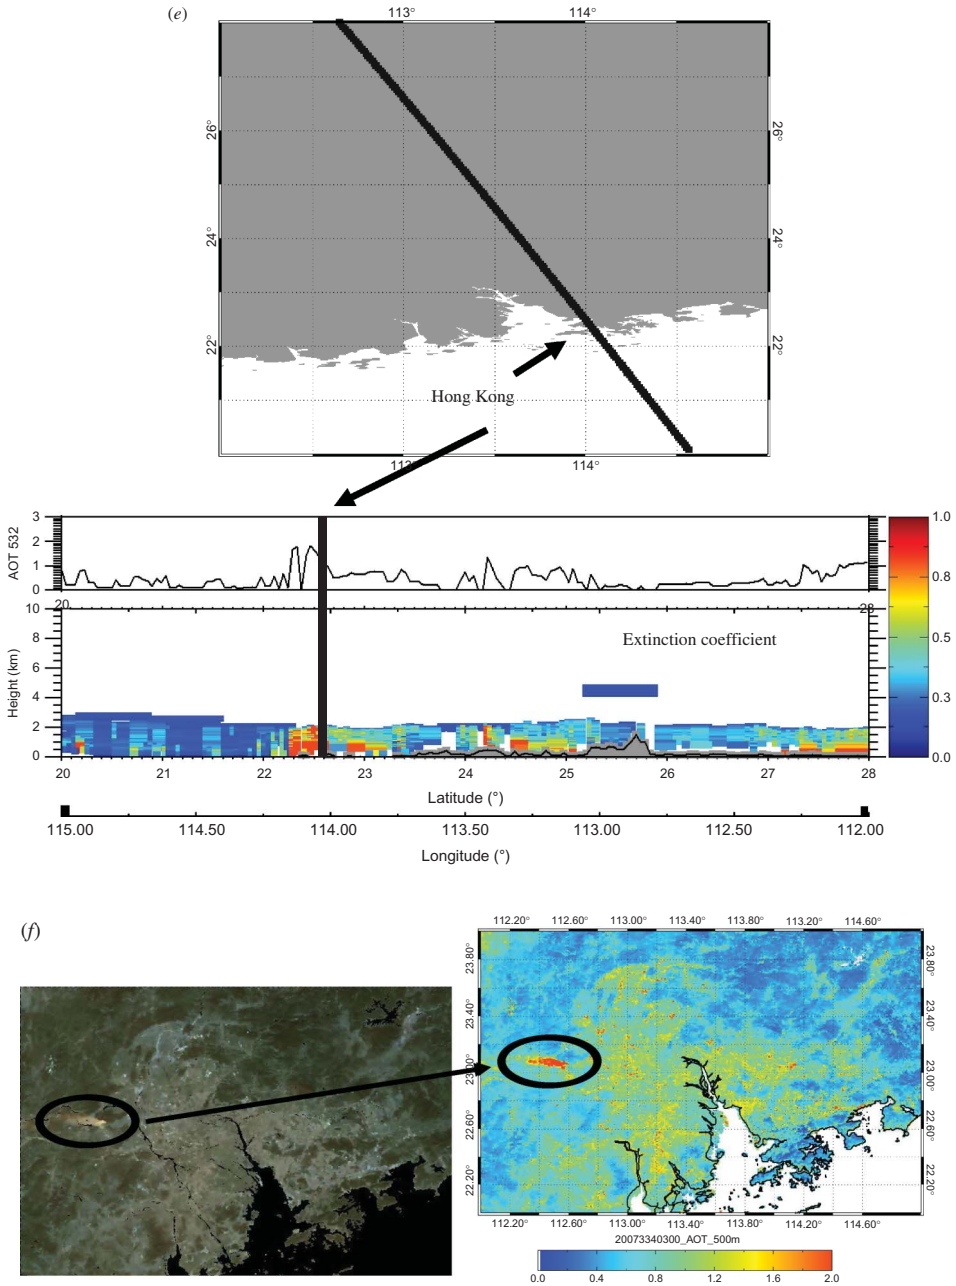 (e)
113° 114°
26° 26°
24° 24°
22° 22°
Hong Kong
113° 114°
3 1.0
2
AOT 532
1 0.8
0
20 28
10
8 Extinction coefficient 0.5
6
Height (km)
4 0.3
2
0 0.0
20 21 22 23 24 25 26 27 28
Latitude (°)
115.00 114.50 114.00 113.50 113.00 112.50 112.00
Longitude (°)
(f)
112.20° 112.60° 113.00° 113.40° 113.80° 113.20° 114.60°
23.80° 23.80°
23.40° 23.40°
23.00° 23.00°
22.60° 22.60°
22.20° 22.20°
112.20° 112.60° 113.00° 113.40° 113.80° 114.20° 114.60°
20073340300_AOT_500m
0.0 0.4 0.8 1.2 1.6 2.0